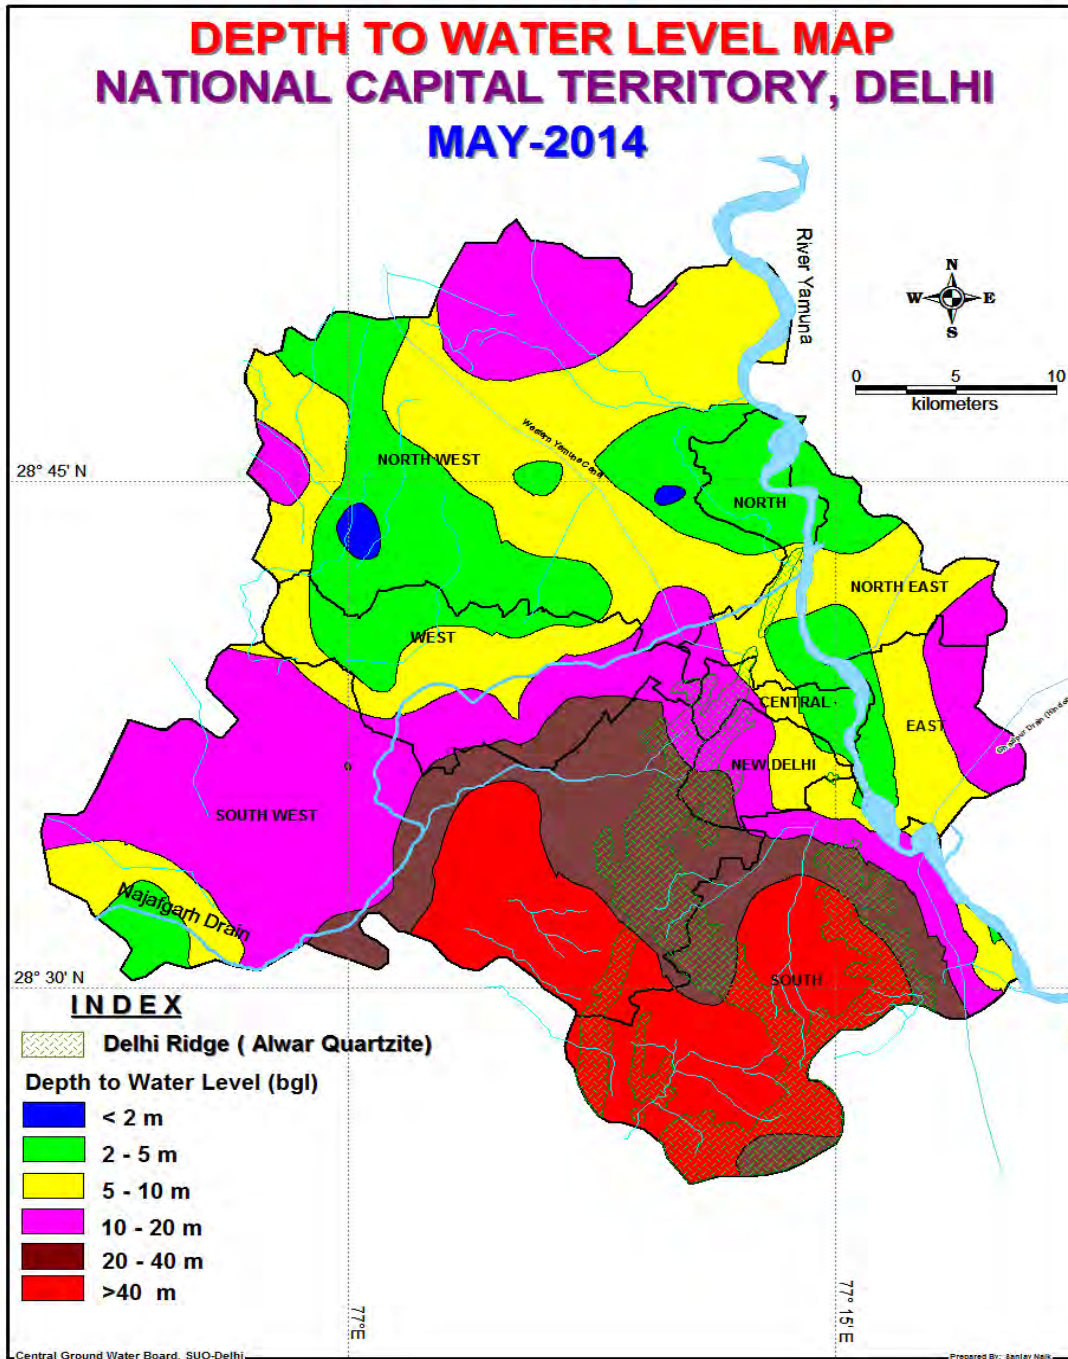 DEPTH TO WATER LEVEL MAP
NATIONAL CAPITAL TERRITORY, DELHI
MAY-2014
River Yamuna
N
W E
S
0 5 10
kilometers
Western Yamuna Canal
28° 45' N
NORTH WEST
NORTH
NORTH EAST
WEST
CENTRAL
EAST
NEW DELHI
SOUTH WEST
Najafgarh Drain
28° 30' N
SOUTH
INDEX
Delhi Ridge ( Alwar Quartzite)
Depth to Water Level (bgl)
< 2 m
2 - 5 m
5 - 10 m
10 - 20 m
20 - 40 m
>40 m
77°E
77° 15' E
Central Ground Water Board, SUO-Delhi
Prepared By: Sanjay Naik